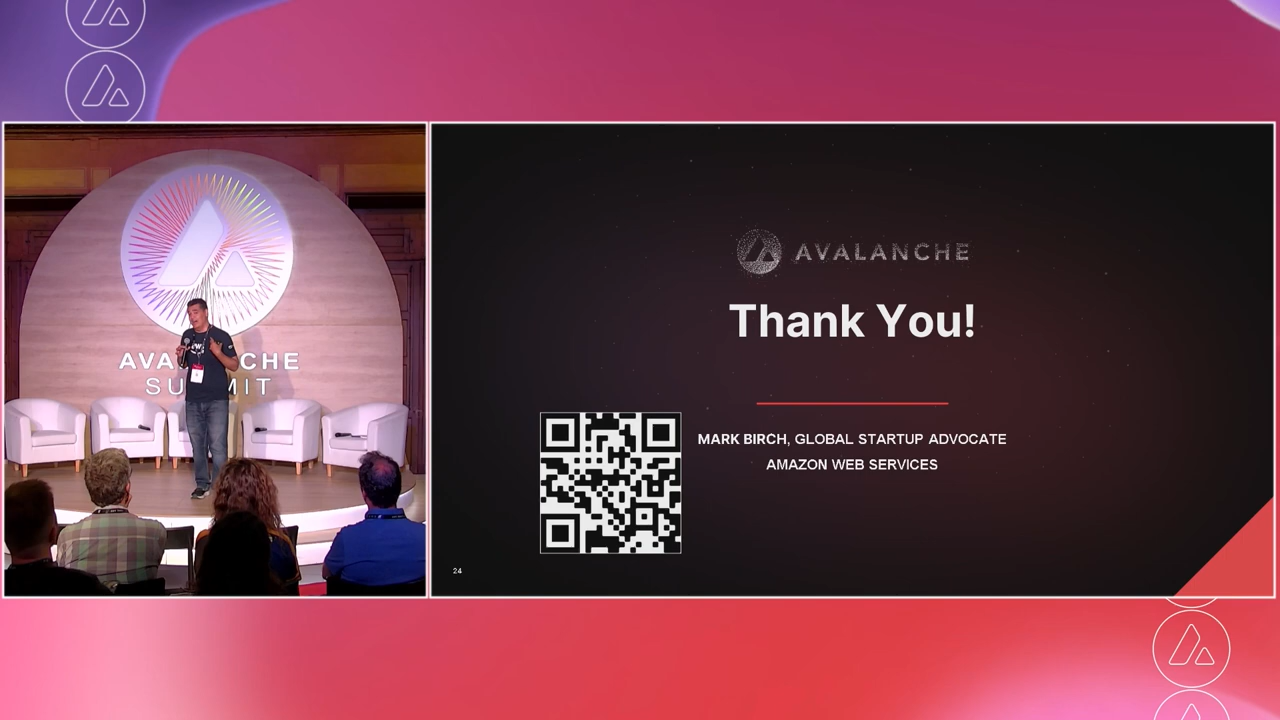 AVALANCHE
SUMMIT
AVALANCHE
Thank You!
MARK BIRCH, GLOBAL STARTUP ADVOCATE
AMAZON WEB SERVICES
24